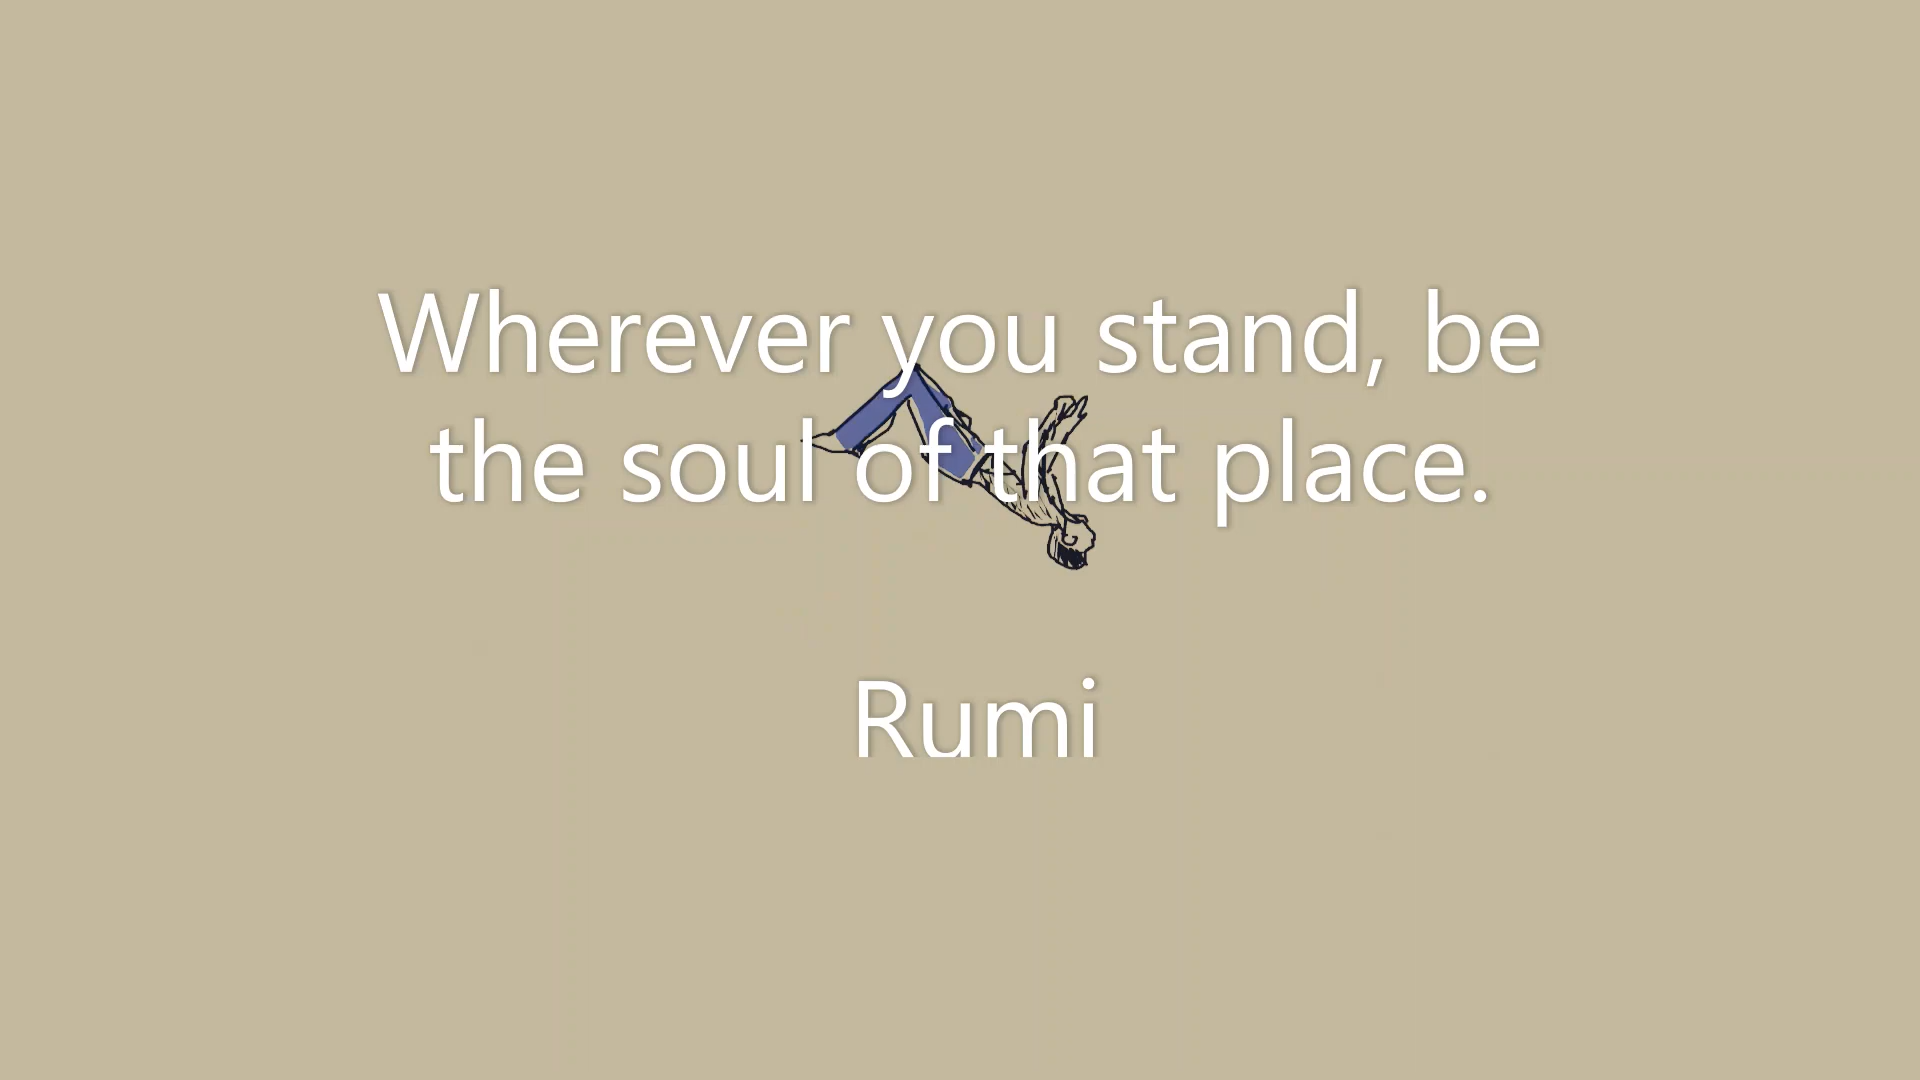 Wherever you stand, be
the soul of that place.
Rumi